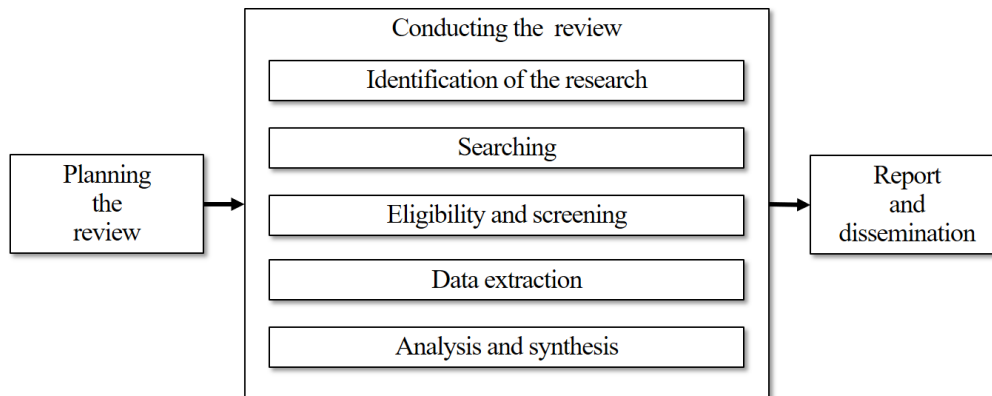 Planning
the
review
Conducting the review
Identification of the research
Searching
Eligibility and screening
Data extraction
Analysis and synthesis
Report
and
dissemination